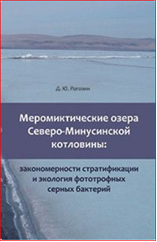 Д. Ю. Рогозин
Меромиктические озера
Северо-Минусинской
котловины:
закономерности стратификации
и экология фототрофных
серных бактерий